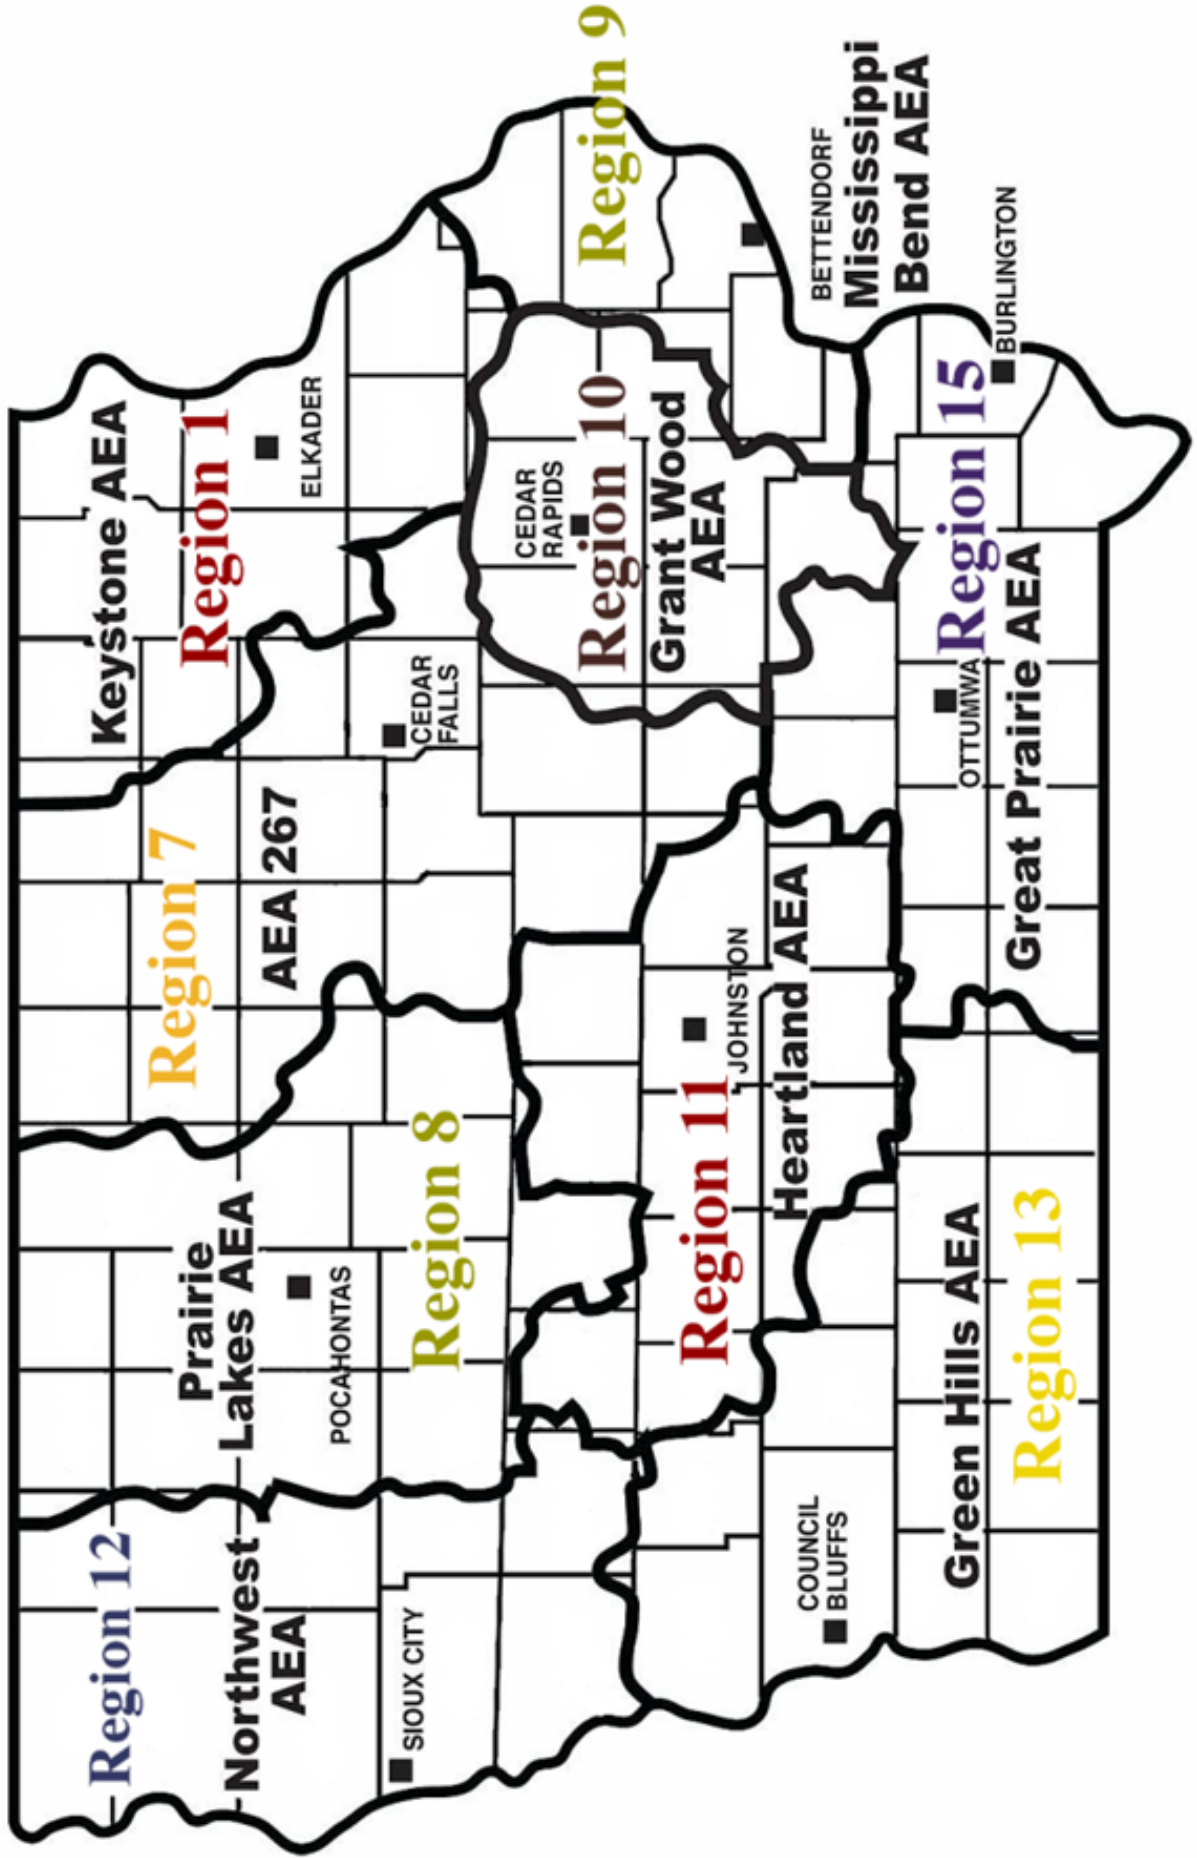 Region 12
Northwest
AEA
SIOUX CITY
Prairie
Lakes AEA
POCAHONTAS
Region 8
Region 7
AEA 267
CEDAR
FALLS
Keystone AEA
Region 1
ELKADER
Region 9
BETTENDORF
Mississippi
Bend AEA
CEDAR
RAPIDS
Region 10
Grant Wood
AEA
Region 11
JOHNSTON
Heartland AEA
COUNCIL
BLUFFS
Green Hills AEA
Region 13
Region 15
OTTUMWA
Great Prairie AEA
BURLINGTON